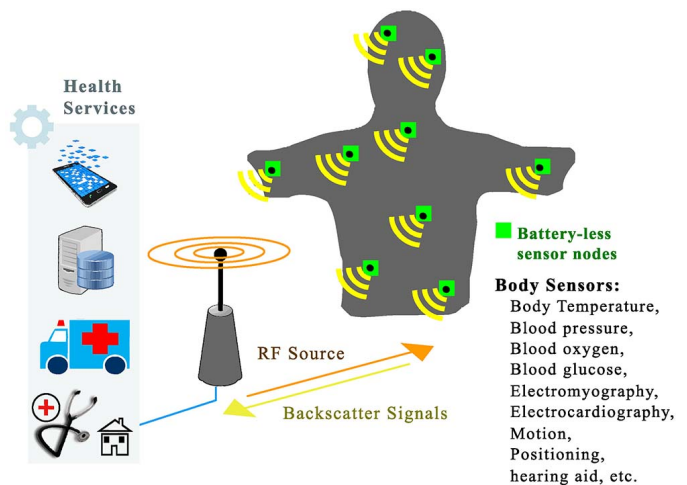 Health
Services
RF Source
Backscatter Signals
Battery-less
sensor nodes
Body Sensors:
Body Temperature,
Blood pressure,
Blood oxygen,
Blood glucose,
Electromyography,
Electrocardiography,
Motion,
Positioning,
hearing aid, etc.